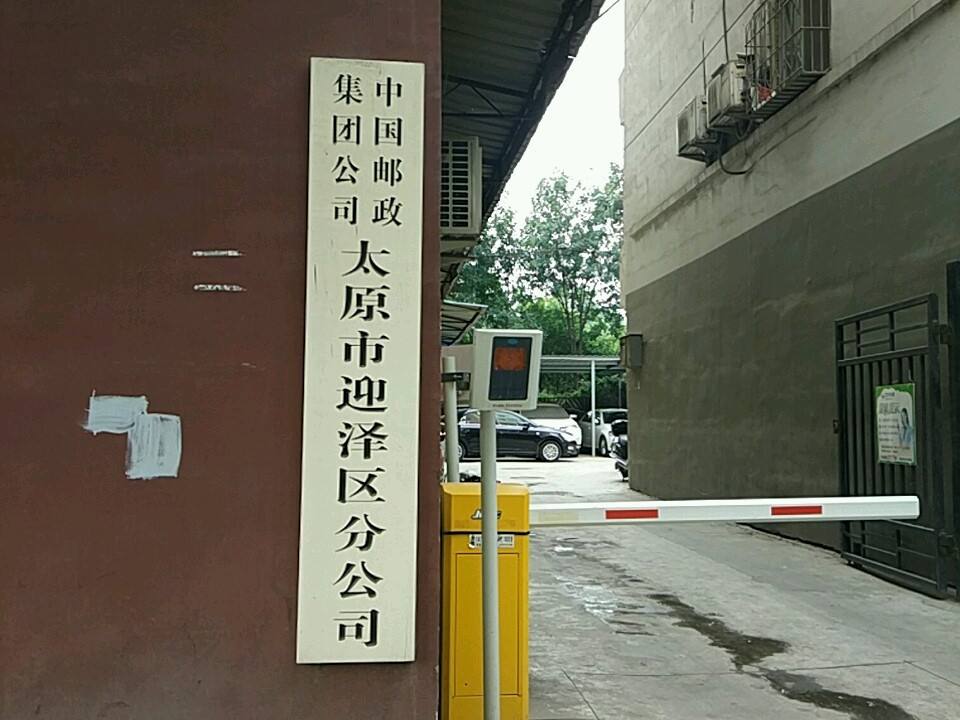 中国邮政
集团公司
太原市迎泽区分公司